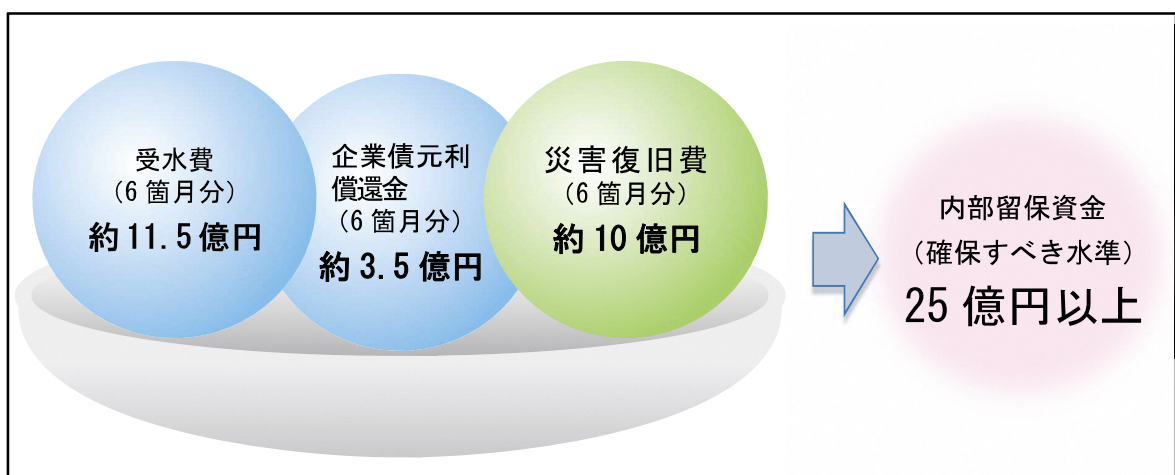 受水費
（6 箇月分）
約 11.5 億円
企業債元利
償還金
（6 箇月分）
約 3.5 億円
災害復旧費
（6 箇月分）
約 10 億円
内部留保資金
（確保すべき水準）
25 億円以上